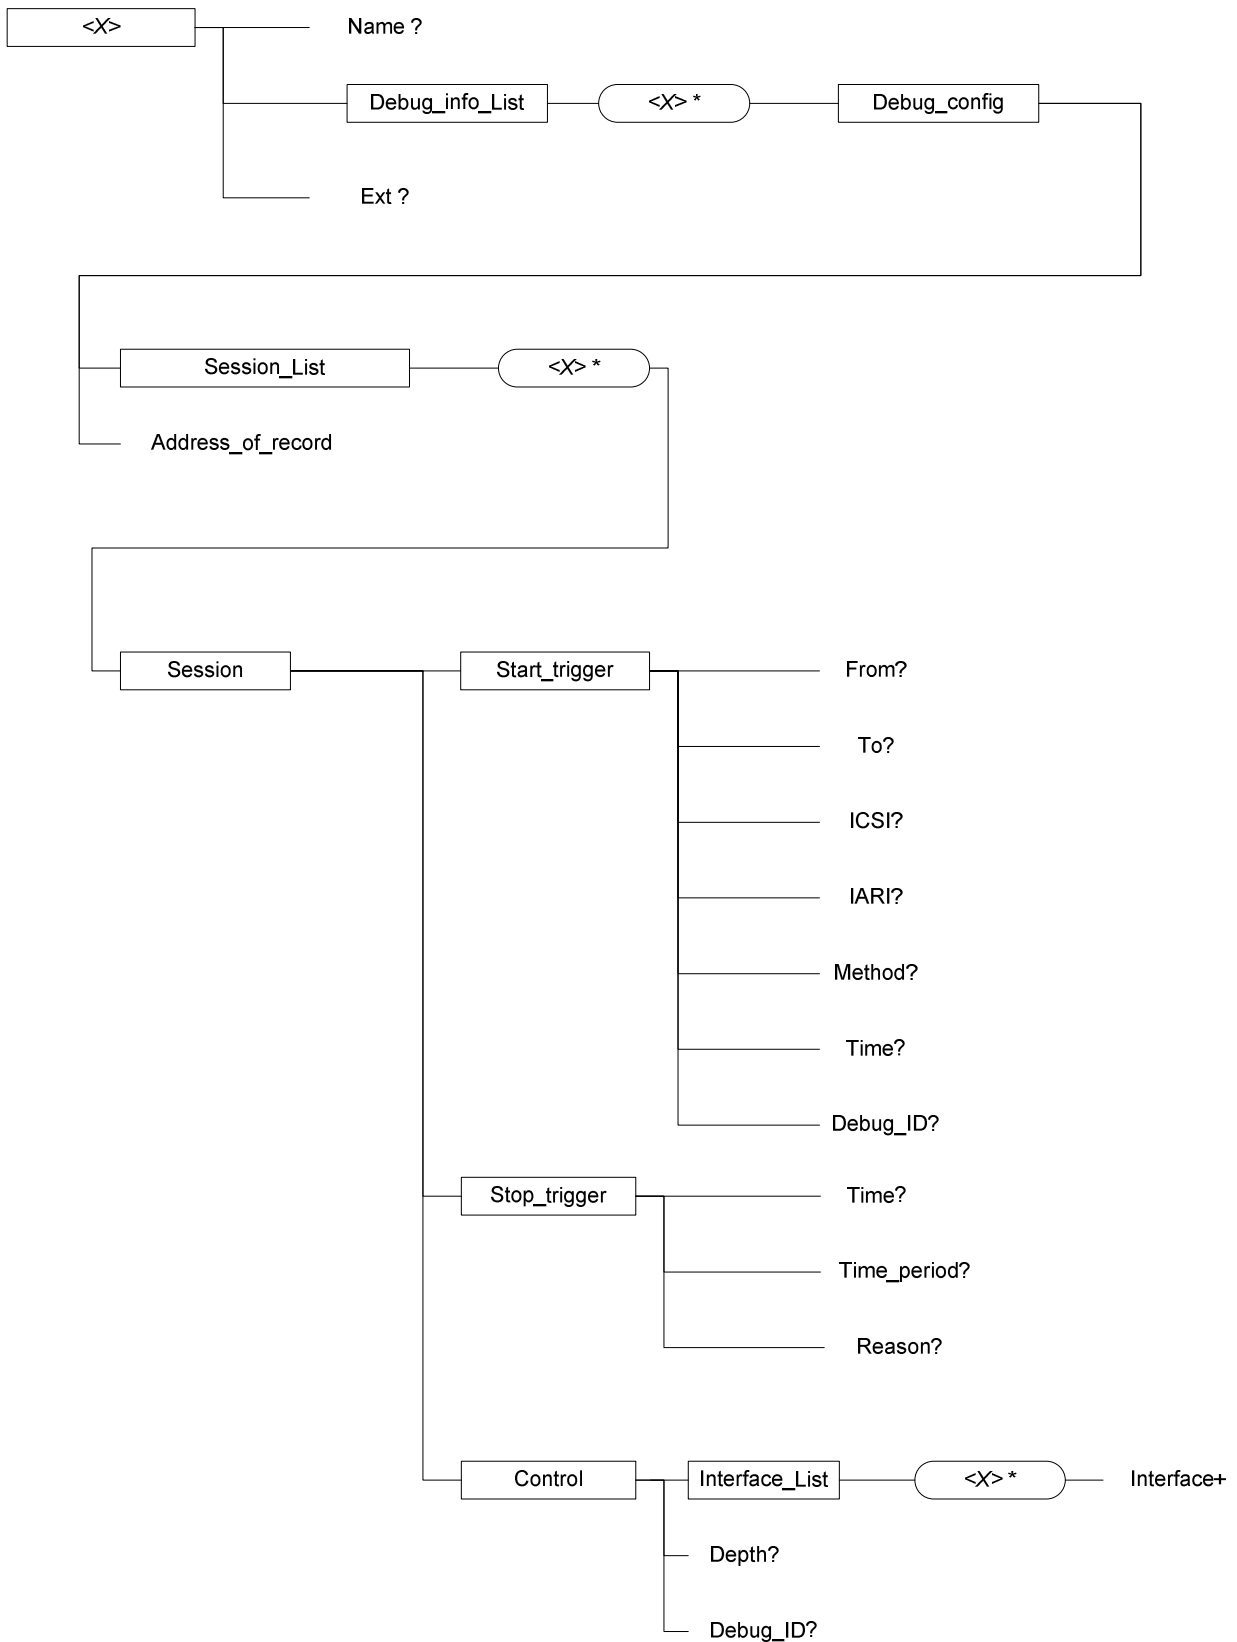 <X>
Name ?
Debug_info_List
<X> *
Debug_config
Ext ?
Session_List
<X> *
Address_of_record
Session
Start_trigger
From?
To?
ICSI?
IARI?
Method?
Time?
Debug_ID?
Stop_trigger
Time?
Time_period?
Reason?
Control
Interface_List
<X> *
Interface+
Depth?
Debug_ID?